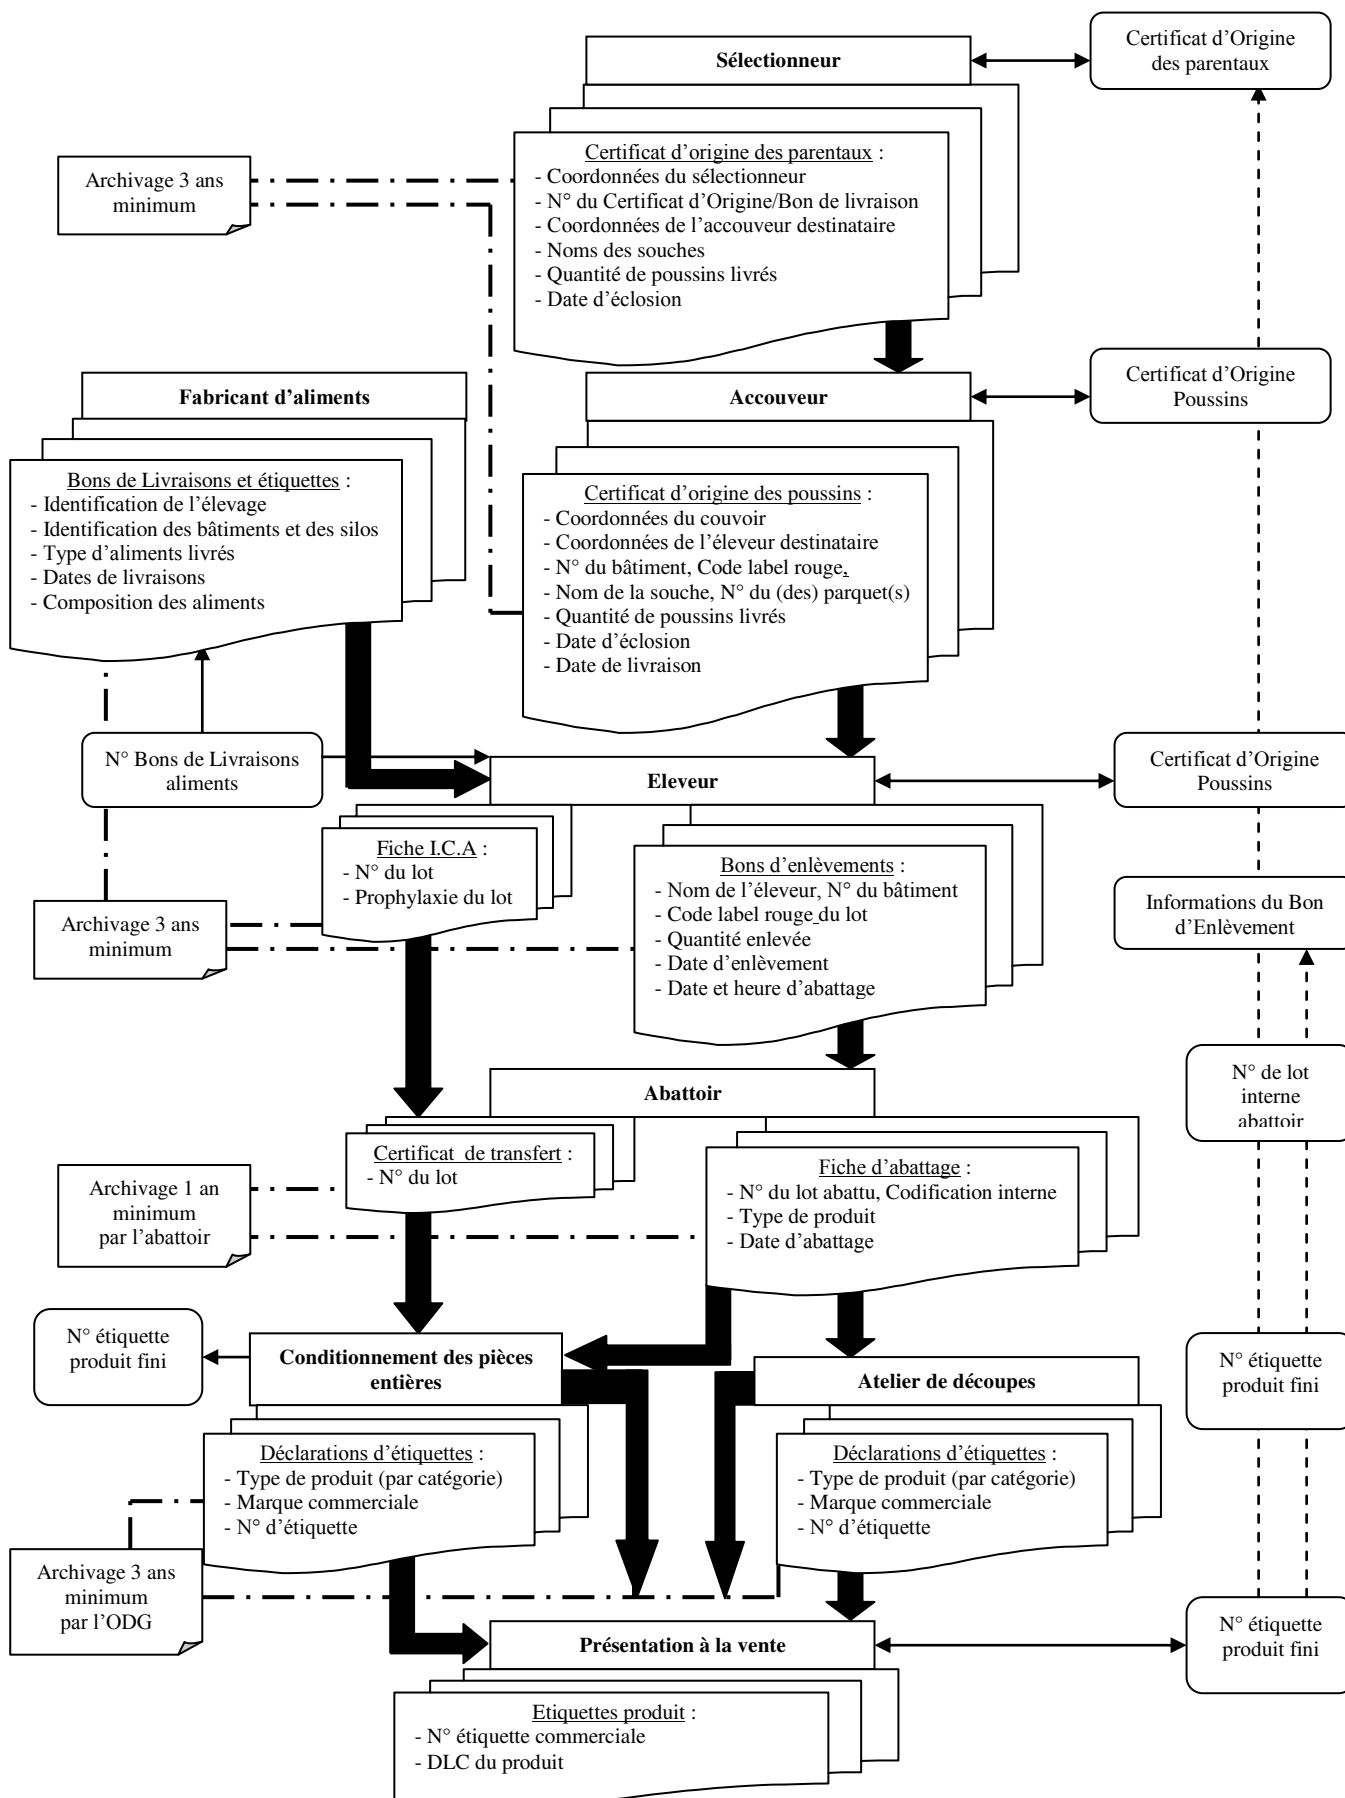 Sélectionneur
Certificat d'Origine
des parentaux
Certificat d'origine des parentaux :
- Coordonnées du sélectionneur
- N° du Certificat d'Origine/Bon de livraison
- Coordonnées de l'accouveur destinataire
- Noms des souches
- Quantité de poussins livrés
- Date d'éclosion
Archivage 3 ans
minimum
Fabricant d'aliments
Accouveur
Certificat d'Origine
Poussins
Bons de Livraisons et étiquettes :
- Identification de l'élevage
- Identification des bâtiments et des silos
- Type d'aliments livrés
- Dates de livraisons
- Composition des aliments
Certificat d'origine des poussins :
- Coordonnées du couvoir
- Coordonnées de l'éleveur destinataire
- N° du bâtiment, Code label rouge,
- Nom de la souche, N° du (des) parquet(s)
- Quantité de poussins livrés
- Date d'éclosion
- Date de livraison
N° Bons de Livraisons
aliments
Eleveur
Certificat d'Origine
Poussins
Fiche I.C.A :
- N° du lot
- Prophylaxie du lot
Bons d'enlèvements :
- Nom de l'éleveur, N° du bâtiment
- Code label rouge du lot
- Quantité enlevée
- Date d'enlèvement
- Date et heure d'abattage
Archivage 3 ans
minimum
Informations du Bon
d'Enlèvement
Abattoir
N° de lot
interne
abattoir
Certificat de transfert :
- N° du lot
Fiche d'abattage :
- N° du lot abattu, Codification interne
- Type de produit
- Date d'abattage
Archivage 1 an
minimum
par l'abattoir
N° étiquette
produit fini
Conditionnement des pièces
entières
Atelier de découpes
N° étiquette
produit fini
Déclarations d'étiquettes :
- Type de produit (par catégorie)
- Marque commerciale
- N° d'étiquette
Déclarations d'étiquettes :
- Type de produit (par catégorie)
- Marque commerciale
- N° d'étiquette
Archivage 3 ans
minimum
par l'ODG
Présentation à la vente
N° étiquette
produit fini
Etiquettes produit :
- N° étiquette commerciale
- DLC du produit